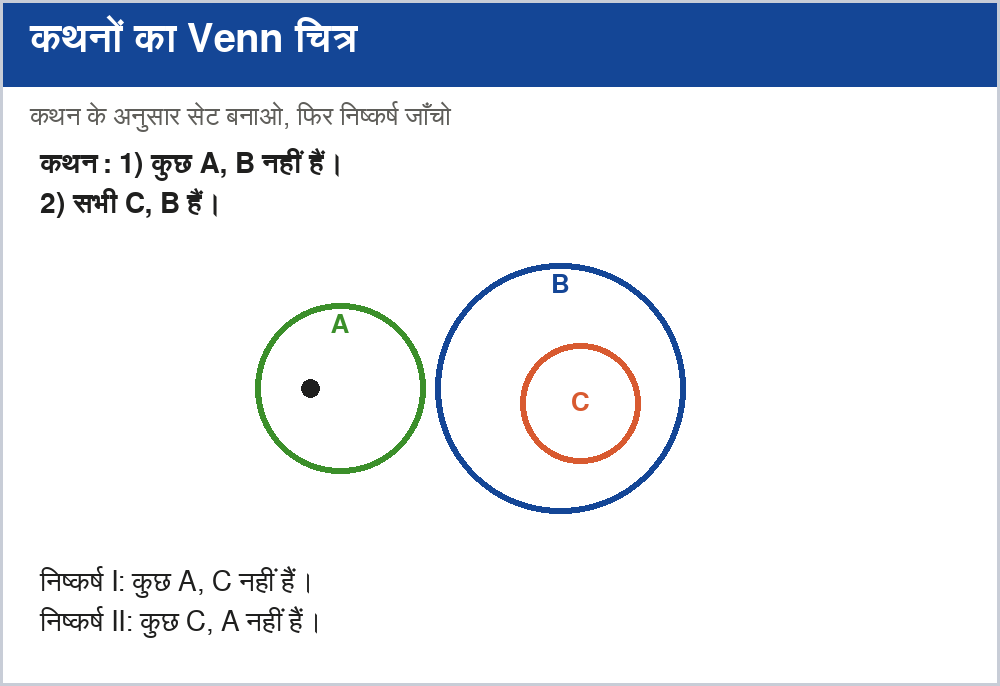 कथनों का Venn चित्र
कथन के अनुसार सेट बनाओ, फिर निष्कर्ष जाँचो
कथन : 1) कुछ A, B नहीं हैं।
2) सभी C, B हैं।
B
A
C
निष्कर्ष I: कुछ A, C नहीं हैं।
निष्कर्ष II: कुछ C, A नहीं हैं।